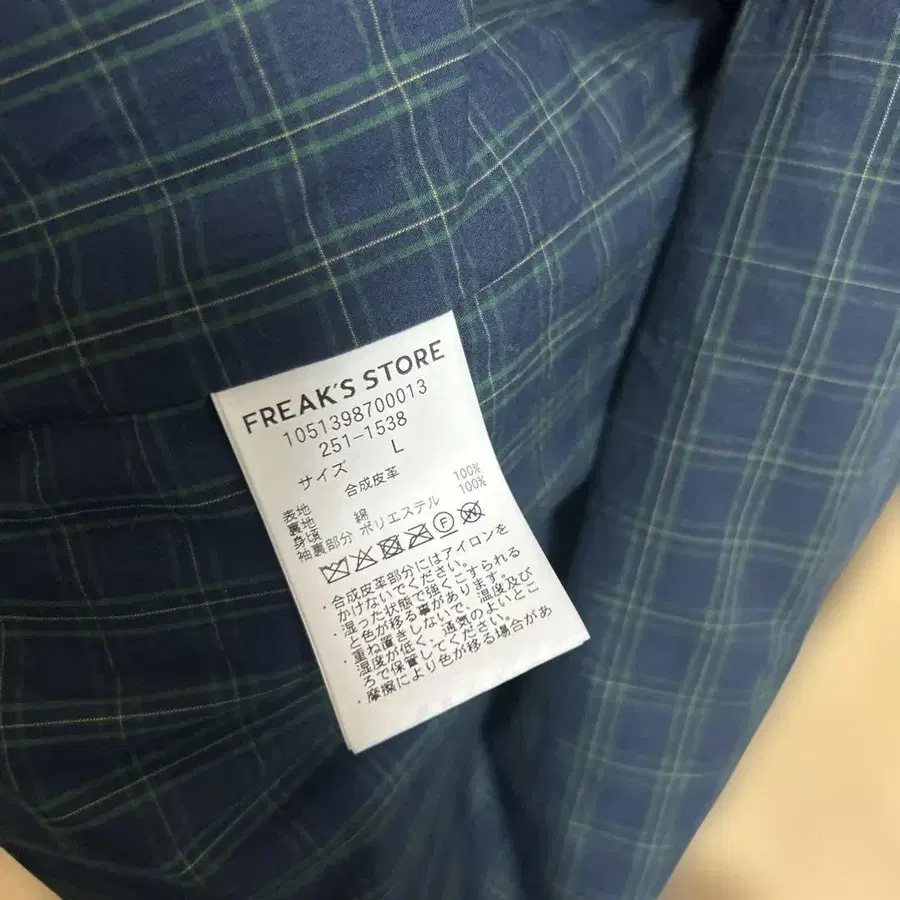 FREAK'S STORE
1051398700013
251-1538
サイズ L
表地 合成皮革
裏地
身頃 綿 100%
袖裏部分 ポリエステル 100%
F W
・合成皮革部分にはアイロンを
かけないでください。
・湿った状態で強くこすられる
と色が移る事があります。
・重ね置きしないで、温度及び
湿度が低く、通気のよいとこ
ろで保管してください。
・摩擦により色が移る場合があ